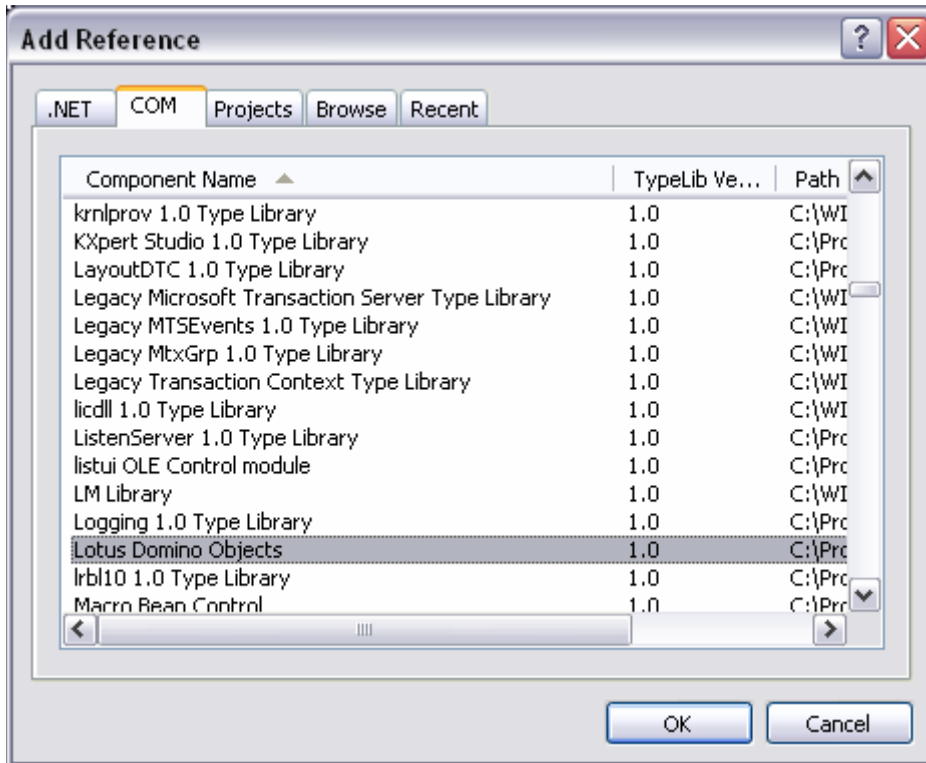 Add Reference
.NET COM Projects Browse Recent
Component Name TypeLib Ve... Path
krnlprov 1.0 Type Library 1.0 C:\WI
KXpert Studio 1.0 Type Library 1.0 C:\Pro
LayoutDTC 1.0 Type Library 1.0 C:\Pro
Legacy Microsoft Transaction Server Type Library 1.0 C:\WI
Legacy MTSEvents 1.0 Type Library 1.0 C:\WI
Legacy MtxGrp 1.0 Type Library 1.0 C:\WI
Legacy Transaction Context Type Library 1.0 C:\WI
licdll 1.0 Type Library 1.0 C:\WI
ListenServer 1.0 Type Library 1.0 C:\Pro
listui OLE Control module 1.0 C:\Pro
LM Library 1.0 C:\WI
Logging 1.0 Type Library 1.0 C:\Pro
Lotus Domino Objects 1.0 C:\Pro
lrbl10 1.0 Type Library 1.0 C:\Pro
Macro Bean Control 1.0 C:\Pro
OK Cancel